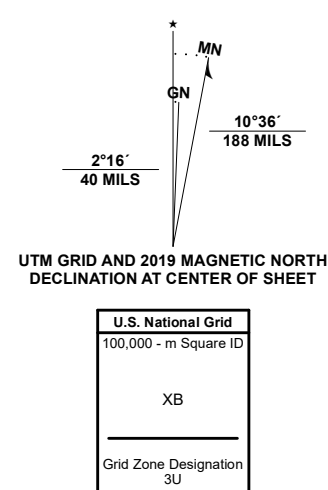 ★
MN
GN
10°36´
188 MILS
2°16´
40 MILS
UTM GRID AND 2019 MAGNETIC NORTH
DECLINATION AT CENTER OF SHEET
U.S. National Grid
100,000 - m Square ID
XB
Grid Zone Designation
3U